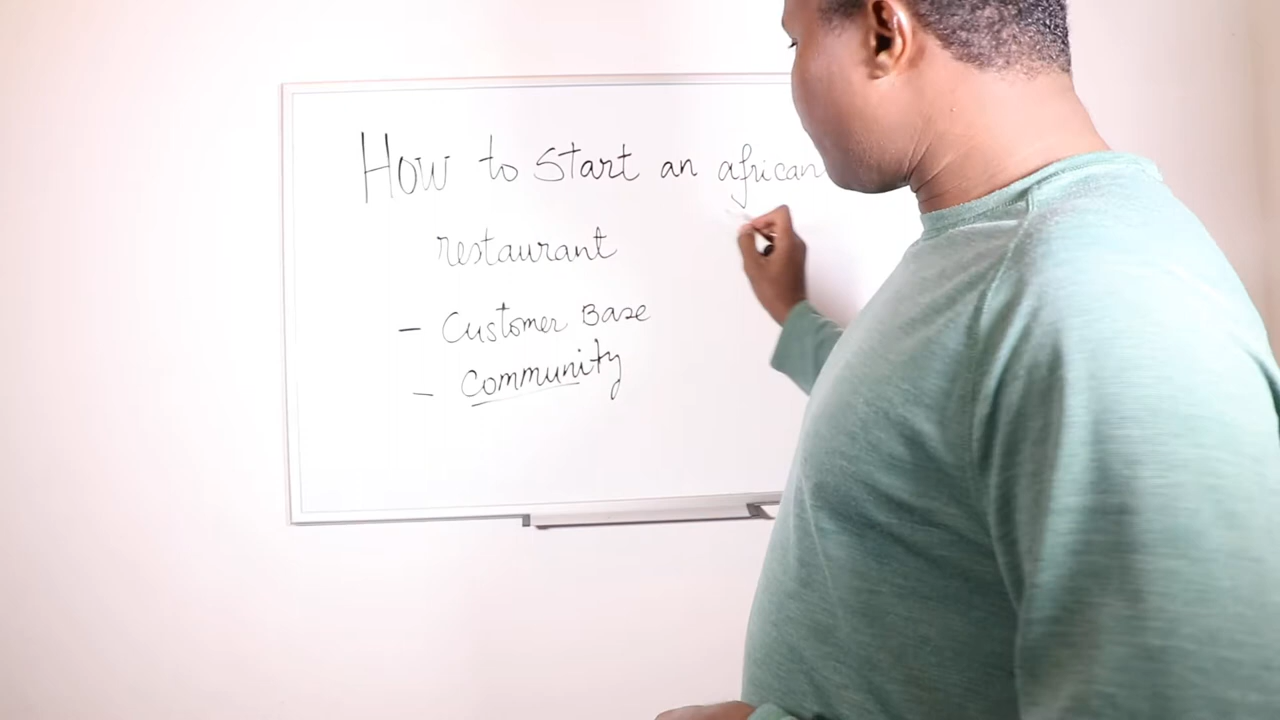 How to Start an african
restaurant
- Customer Base
- Community